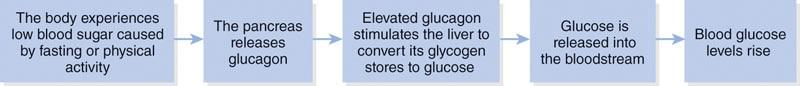 The body experiences
low blood sugar caused
by fasting or physical
activity
The pancreas
releases
glucagon
Elevated glucagon
stimulates the liver to
convert its glycogen
stores to glucose
Glucose is
released into
the bloodstream
Blood glucose
levels rise